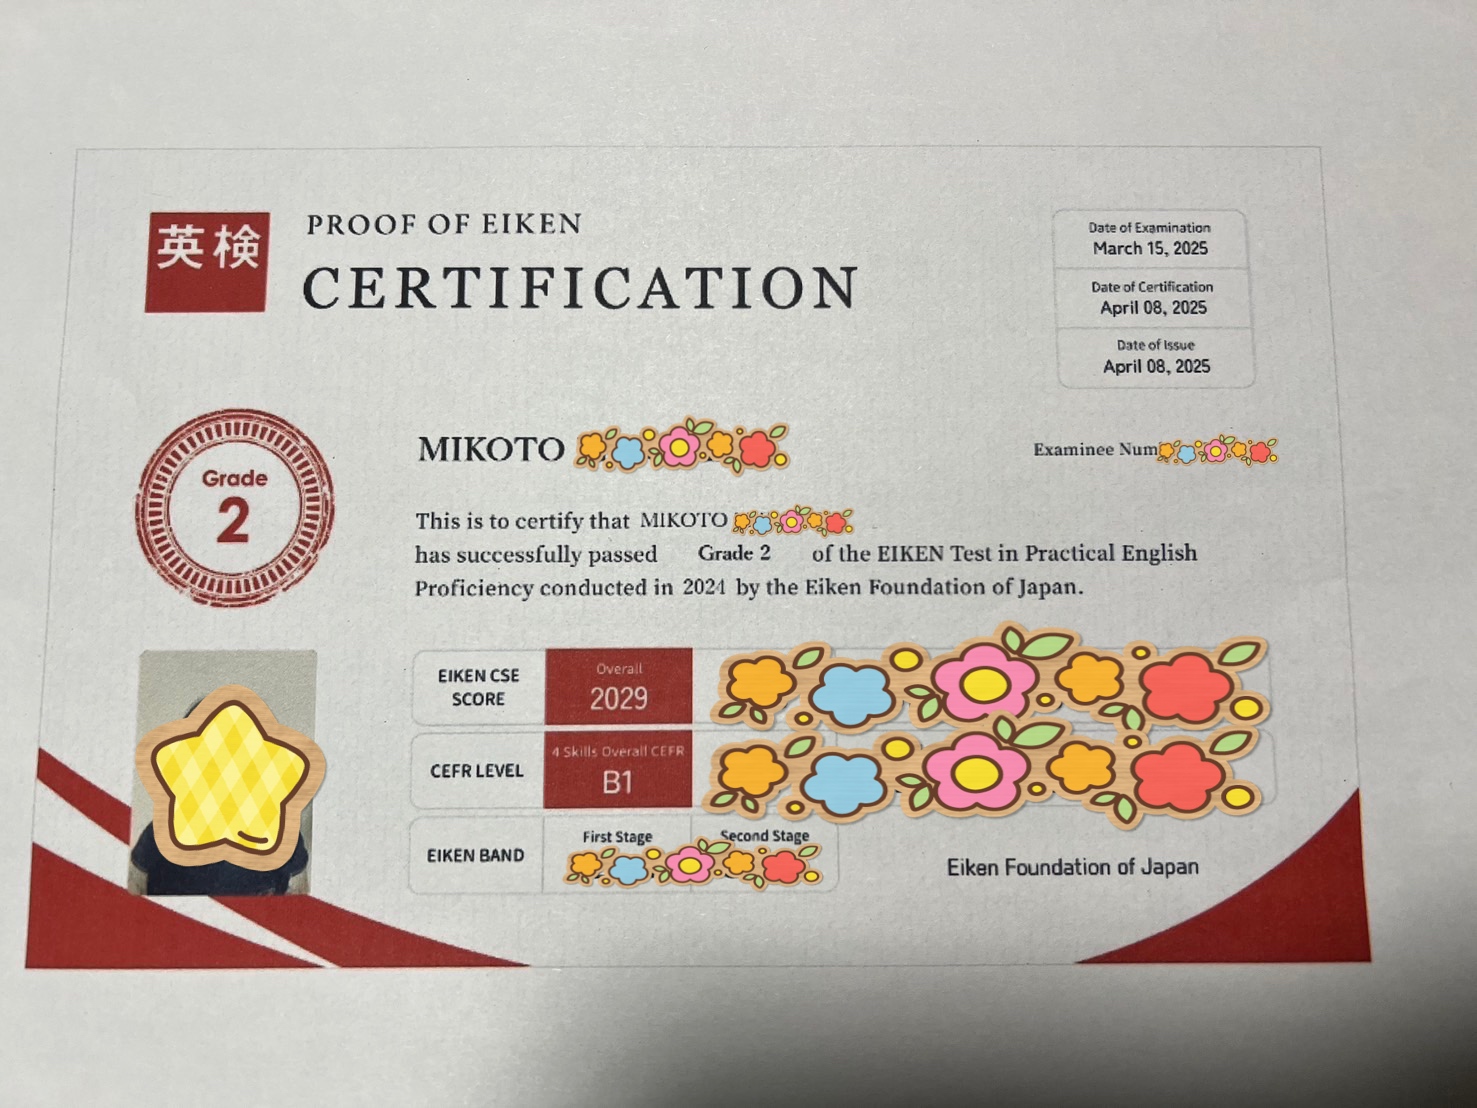 英検
PROOF OF EIKEN
CERTIFICATION
Date of Examination
March 15, 2025
Date of Certification
April 08, 2025
Date of Issue
April 08, 2025
Grade
2
MIKOTO
Examinee Num
This is to certify that MIKOTO
has successfully passed Grade 2 of the EIKEN Test in Practical English
Proficiency conducted in 2024 by the Eiken Foundation of Japan.
EIKEN CSE
SCORE
Overall
2029
CEFR LEVEL
4 Skills Overall CEFR
B1
EIKEN BAND
First Stage
Second Stage
Eiken Foundation of Japan